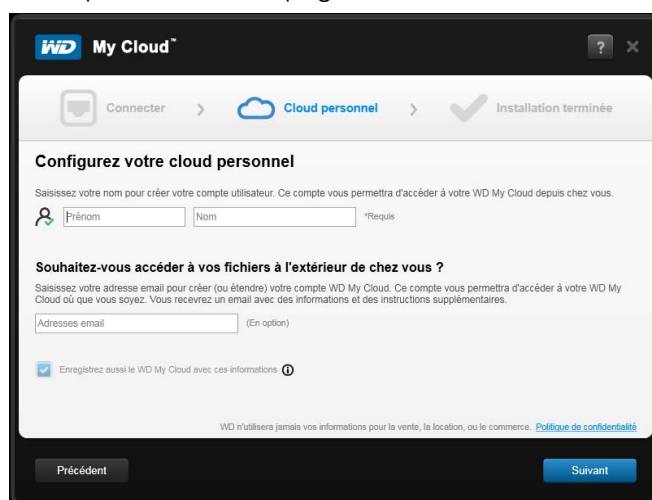 WD My Cloud™ ?
Connecter > Cloud personnel > Installation terminée
Configurez votre cloud personnel
Saisissez votre nom pour créer votre compte utilisateur. Ce compte vous permettra d'accéder à votre WD My Cloud depuis chez vous.
Prénom Nom *Requis
Souhaitez-vous accéder à vos fichiers à l'extérieur de chez vous ?
Saisissez votre adresse email pour créer (ou étendre) votre compte WD My Cloud. Ce compte vous permettra d'accéder à votre WD My
Cloud où que vous soyez. Vous recevrez un email avec des informations et des instructions supplémentaires.
Adresses email (En option)
Enregistrez aussi le WD My Cloud avec ces informations
WD n'utilisera jamais vos informations pour la vente, la location, ou le commerce. Politique de confidentialité
Précédent Suivant